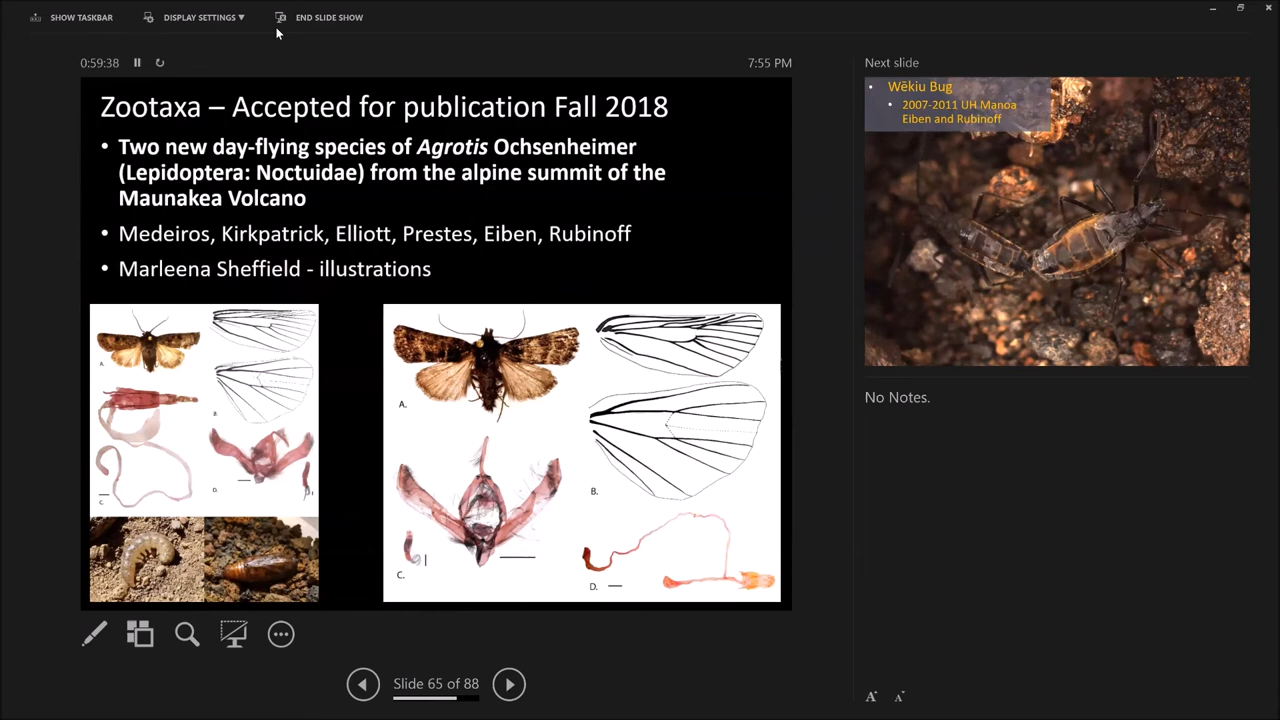 SHOW TASKBAR
DISPLAY SETTINGS ▼
END SLIDE SHOW
0:59:38
7:55 PM
Zootaxa – Accepted for publication Fall 2018
• Two new day-flying species of Agrotis Ochsenheimer
(Lepidoptera: Noctuidae) from the alpine summit of the
Maunakea Volcano
• Medeiros, Kirkpatrick, Elliott, Prestes, Eiben, Rubinoff
• Marleena Sheffield - illustrations
A.
B.
C.
D.
A.
B.
C.
D.
Slide 65 of 88
Next slide
• Wēkiu Bug
• 2007-2011 UH Manoa
Eiben and Rubinoff
No Notes.
A
A